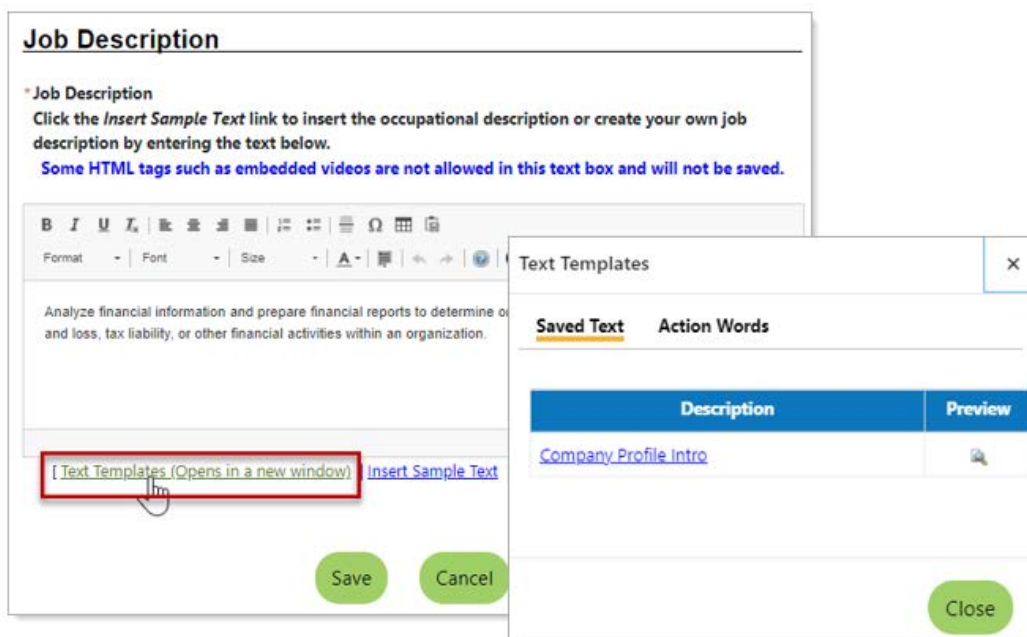 Job Description
*Job Description
Click the Insert Sample Text link to insert the occupational description or create your own job
description by entering the text below.
Some HTML tags such as embedded videos are not allowed in this text box and will not be saved.
B I U Tx Ω
Format Font Size A
Analyze financial information and prepare financial reports to determine o
and loss, tax liability, or other financial activities within an organization.
[ Text Templates (Opens in a new window) | Insert Sample Text
Save Cancel
Text Templates ×
Saved Text Action Words
Description Preview
Company Profile Intro
Close